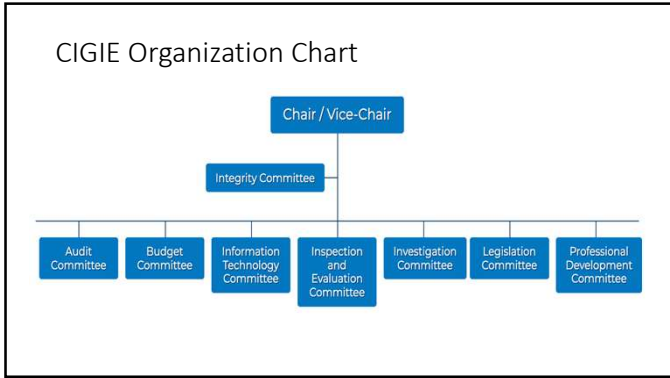 CIGIE Organization Chart
Chair / Vice-Chair
Integrity Committee
Audit
Committee
Budget
Committee
Information
Technology
Committee
Inspection
and
Evaluation
Committee
Investigation
Committee
Legislation
Committee
Professional
Development
Committee